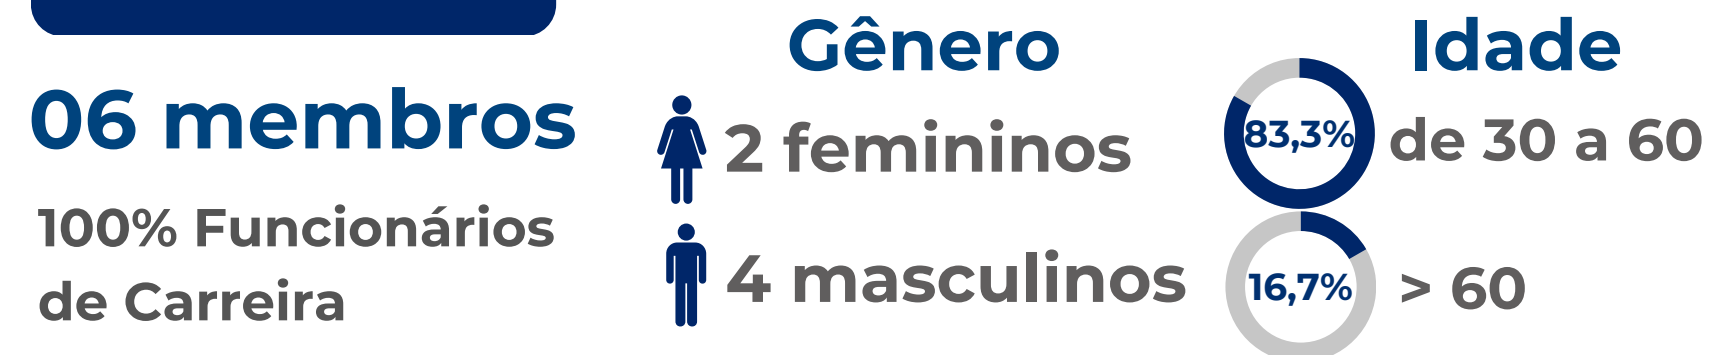 06 membros
100% Funcionários
de Carreira
Gênero
2 femininos
4 masculinos
Idade
83,3% de 30 a 60
16,7% > 60